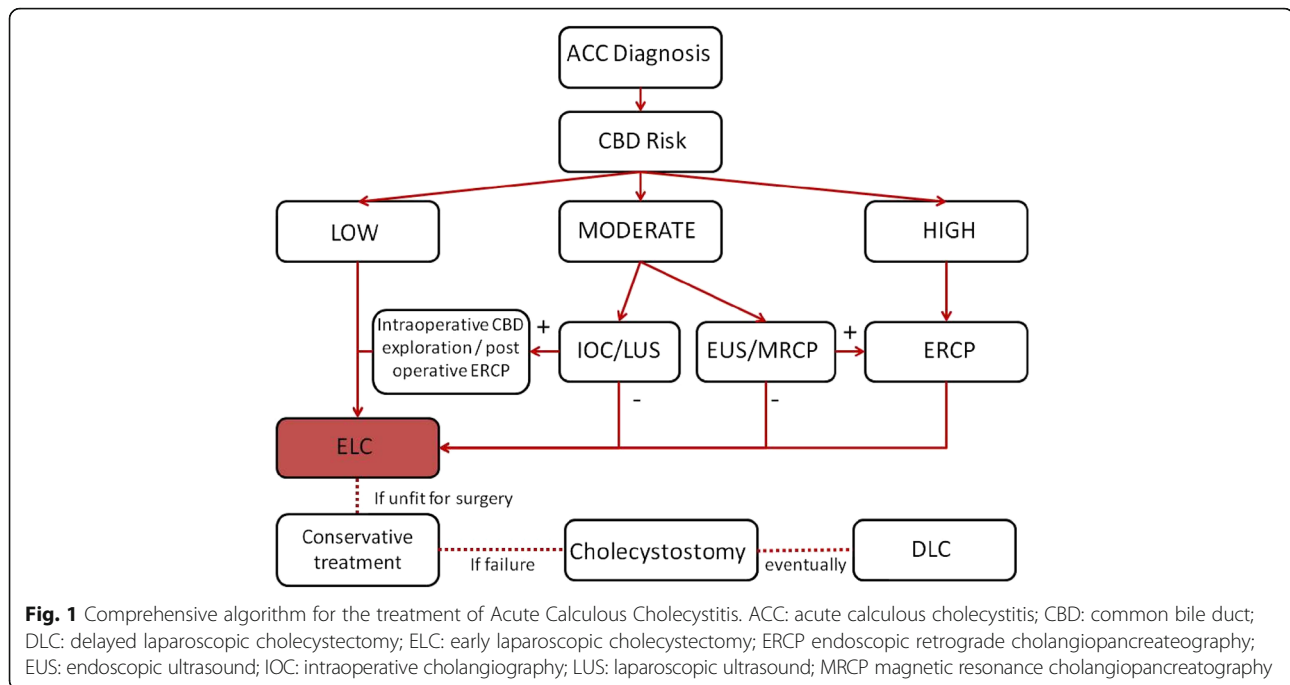 ACC Diagnosis
CBD Risk
LOW
MODERATE
HIGH
Intraoperative CBD
exploration / post
operative ERCP
+
IOC/LUS
EUS/MRCP
+
ERCP
-
-
ELC
If unfit for surgery
Conservative
treatment
If failure
Cholecystostomy
eventually
DLC
Fig. 1 Comprehensive algorithm for the treatment of Acute Calculous Cholecystitis. ACC: acute calculous cholecystitis; CBD: common bile duct;
DLC: delayed laparoscopic cholecystectomy; ELC: early laparoscopic cholecystectomy; ERCP endoscopic retrograde cholangiopancreateography;
EUS: endoscopic ultrasound; IOC: intraoperative cholangiography; LUS: laparoscopic ultrasound; MRCP magnetic resonance cholangiopancreatography